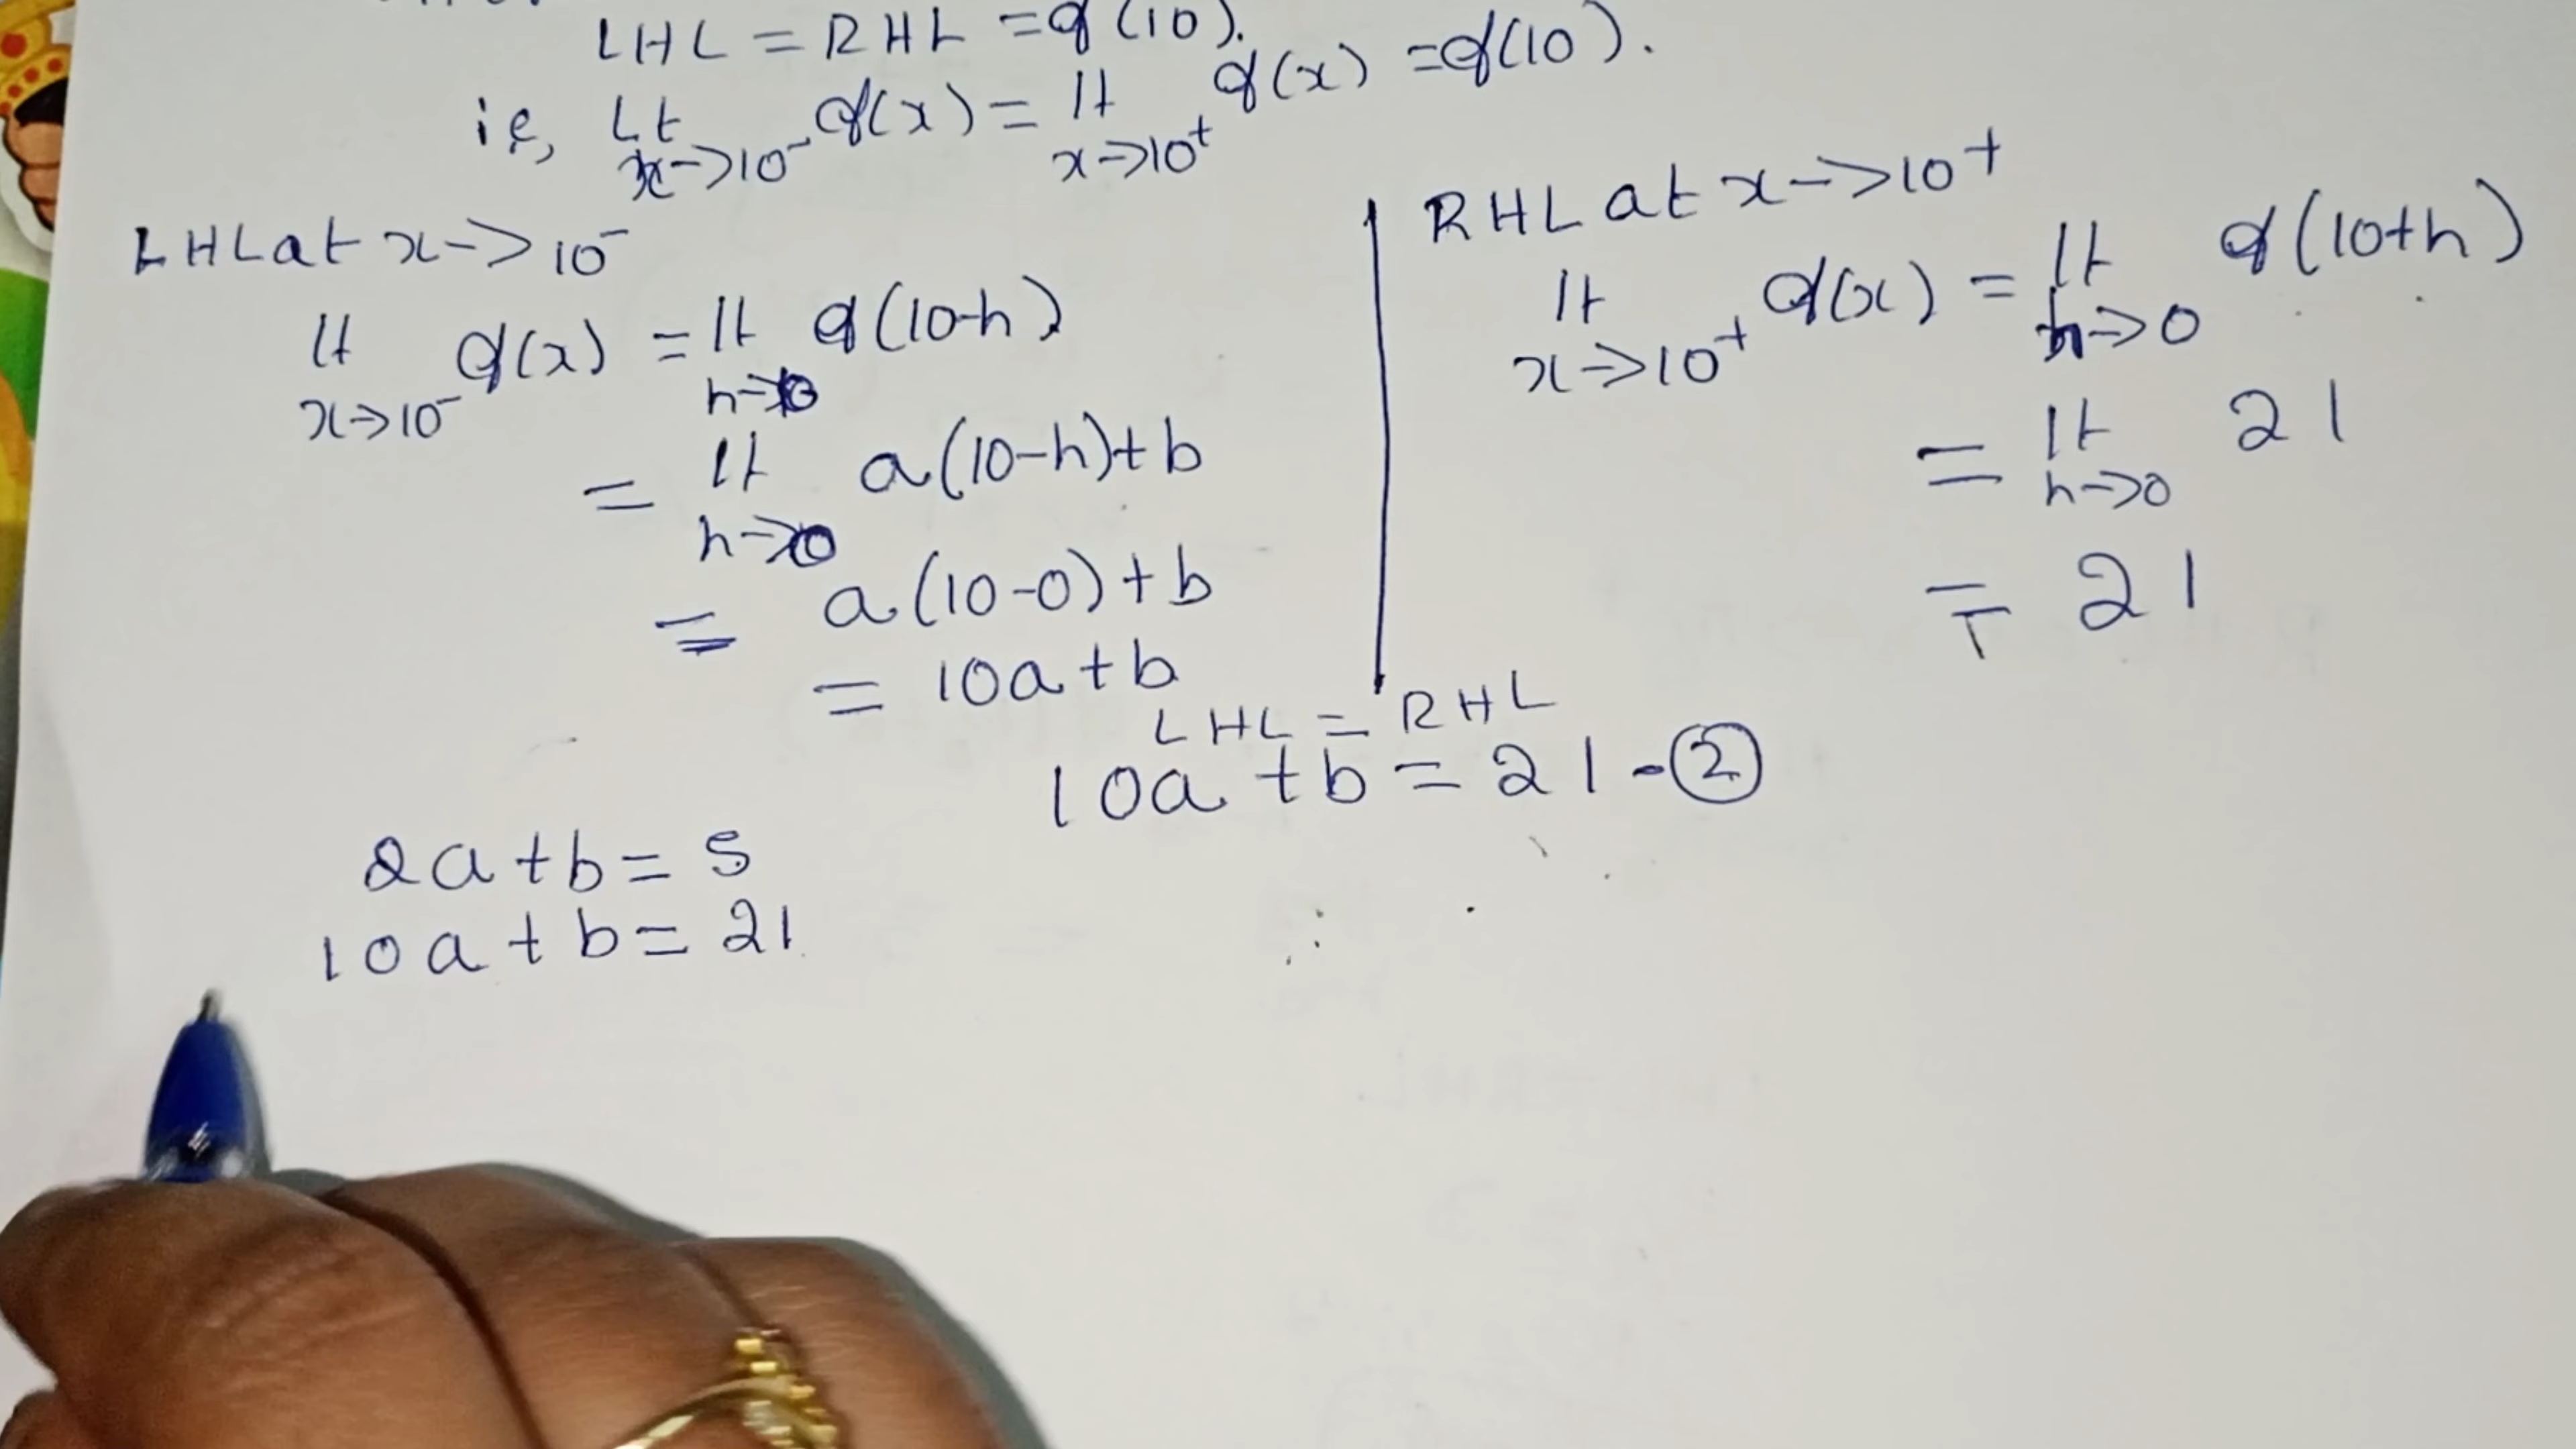 LHL = RHL = f(10).
ie, Lt x->10⁻ f(x) = lt x->10⁺ f(x) = f(10).
LHL at x -> 10⁻
lt x->10⁻ f(x) = lt h->0 f(10-h)
= lt h->0 a(10-h)+b
= a(10-0)+b
= 10a+b
RHL at x -> 10⁺
lt x->10⁺ f(x) = lt h->0 f(10+h)
= lt h->0 21
= 21
LHL = RHL
10a + b = 21 - ②
2a + b = 5
10a + b = 21